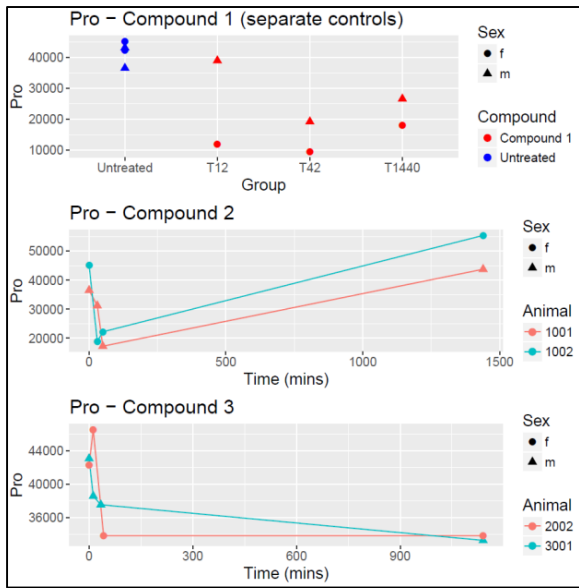 Pro − Compound 1 (separate controls)
Pro
40000
30000
20000
10000
Untreated
T12
T42
T1440
Group
Sex
f
m
Compound
Compound 1
Untreated
Pro − Compound 2
Pro
50000
40000
30000
20000
0
500
1000
1500
Time (mins)
Sex
f
m
Animal
1001
1002
Pro − Compound 3
Pro
44000
40000
36000
0
300
600
900
Time (mins)
Sex
f
m
Animal
2002
3001